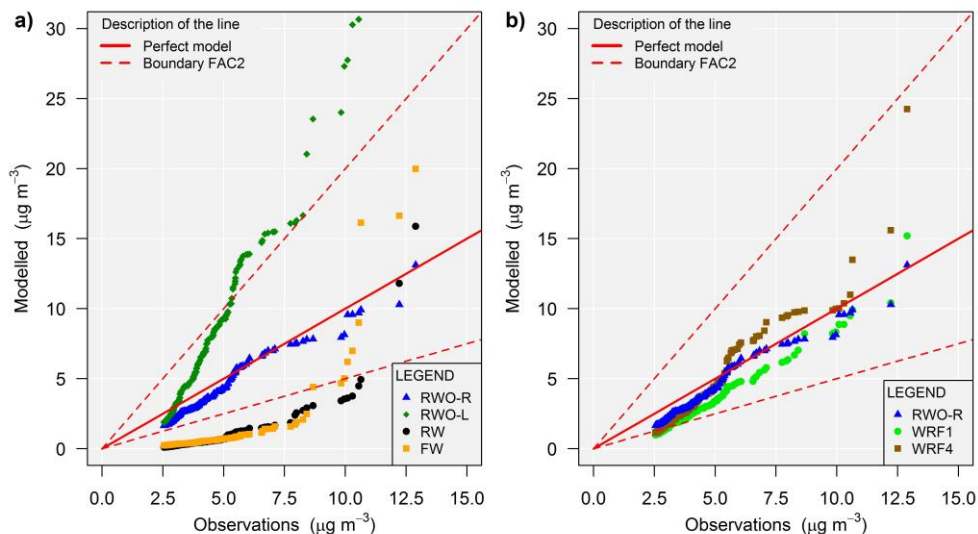 a)
Description of the line
Perfect model
Boundary FAC2
30
25
20
15
10
5
0
Modelled (μg m⁻³)
LEGEND
RWO-R
RWO-L
RW
FW
0.0 2.5 5.0 7.5 10.0 12.5 15.0
Observations (μg m⁻³)
b)
Description of the line
Perfect model
Boundary FAC2
30
25
20
15
10
5
0
Modelled (μg m⁻³)
LEGEND
RWO-R
WRF1
WRF4
0.0 2.5 5.0 7.5 10.0 12.5 15.0
Observations (μg m⁻³)